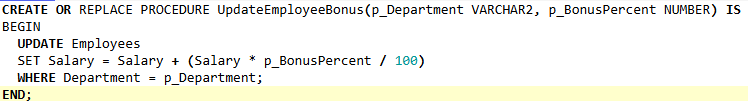 CREATE OR REPLACE PROCEDURE UpdateEmployeeBonus(p_Department VARCHAR2, p_BonusPercent NUMBER) IS
BEGIN
  UPDATE Employees
  SET Salary = Salary + (Salary * p_BonusPercent / 100)
  WHERE Department = p_Department;
END;